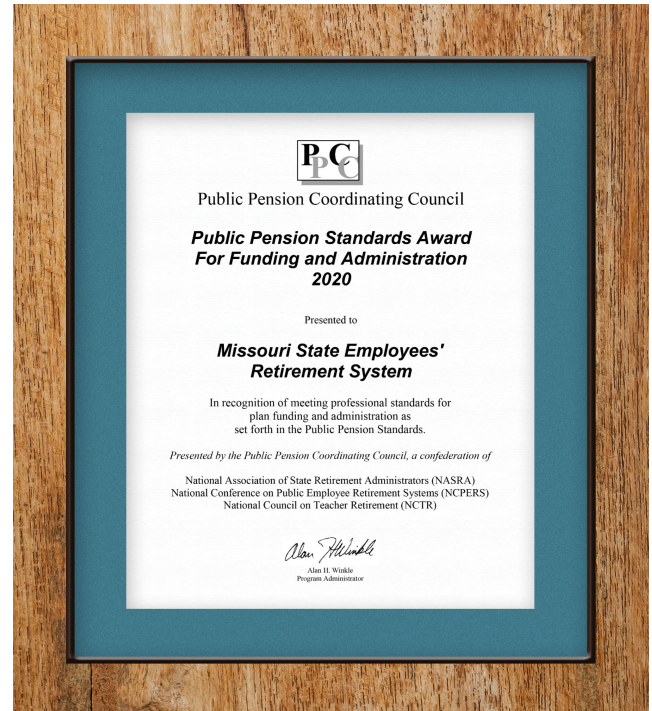 PPCC
Public Pension Coordinating Council
Public Pension Standards Award
For Funding and Administration
2020
Presented to
Missouri State Employees'
Retirement System
In recognition of meeting professional standards for
plan funding and administration as
set forth in the Public Pension Standards.
Presented by the Public Pension Coordinating Council, a confederation of
National Association of State Retirement Administrators (NASRA)
National Conference on Public Employee Retirement Systems (NCPERS)
National Council on Teacher Retirement (NCTR)
Alan H Winkle
Alan H. Winkle
Program Administrator